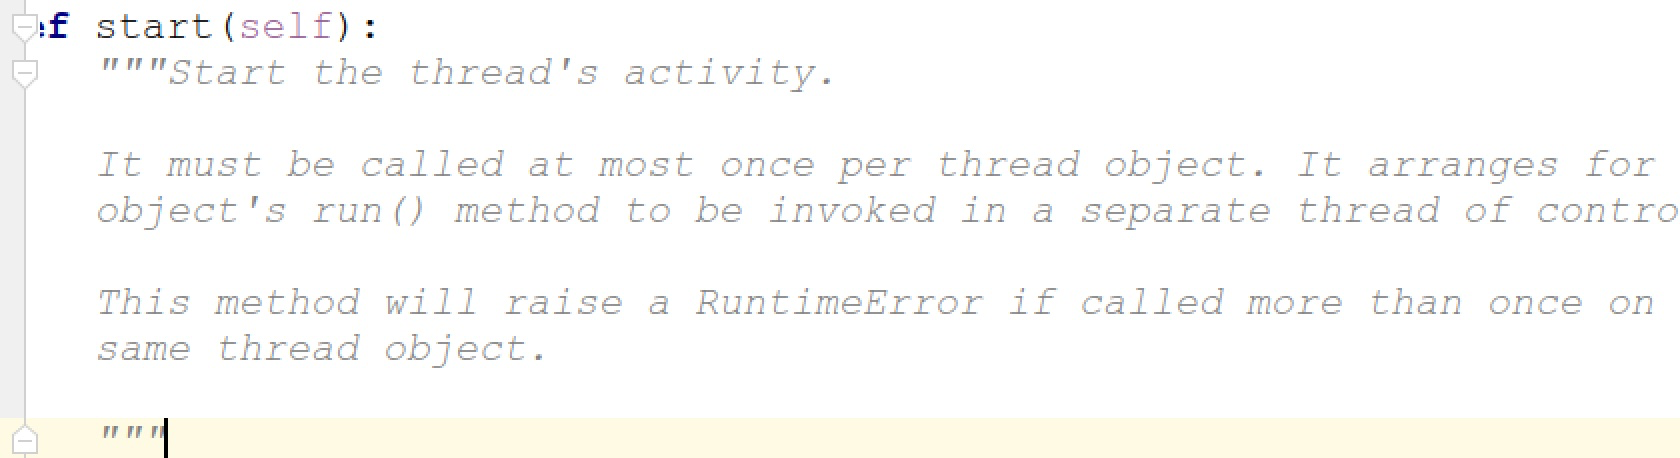 ef start(self):
"""Start the thread's activity.
It must be called at most once per thread object. It arranges for
object's run() method to be invoked in a separate thread of contro
This method will raise a RuntimeError if called more than once on
same thread object.
"""